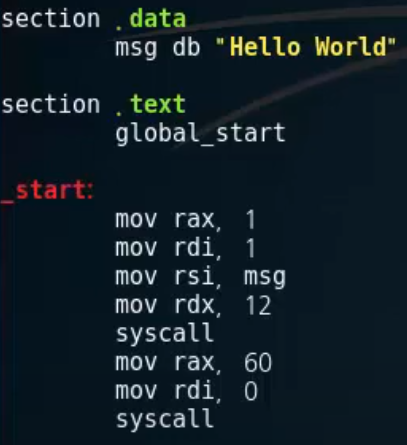 section .data
msg db "Hello World"
section .text
global_start
_start:
mov rax, 1
mov rdi, 1
mov rsi, msg
mov rdx, 12
syscall
mov rax, 60
mov rdi, 0
syscall